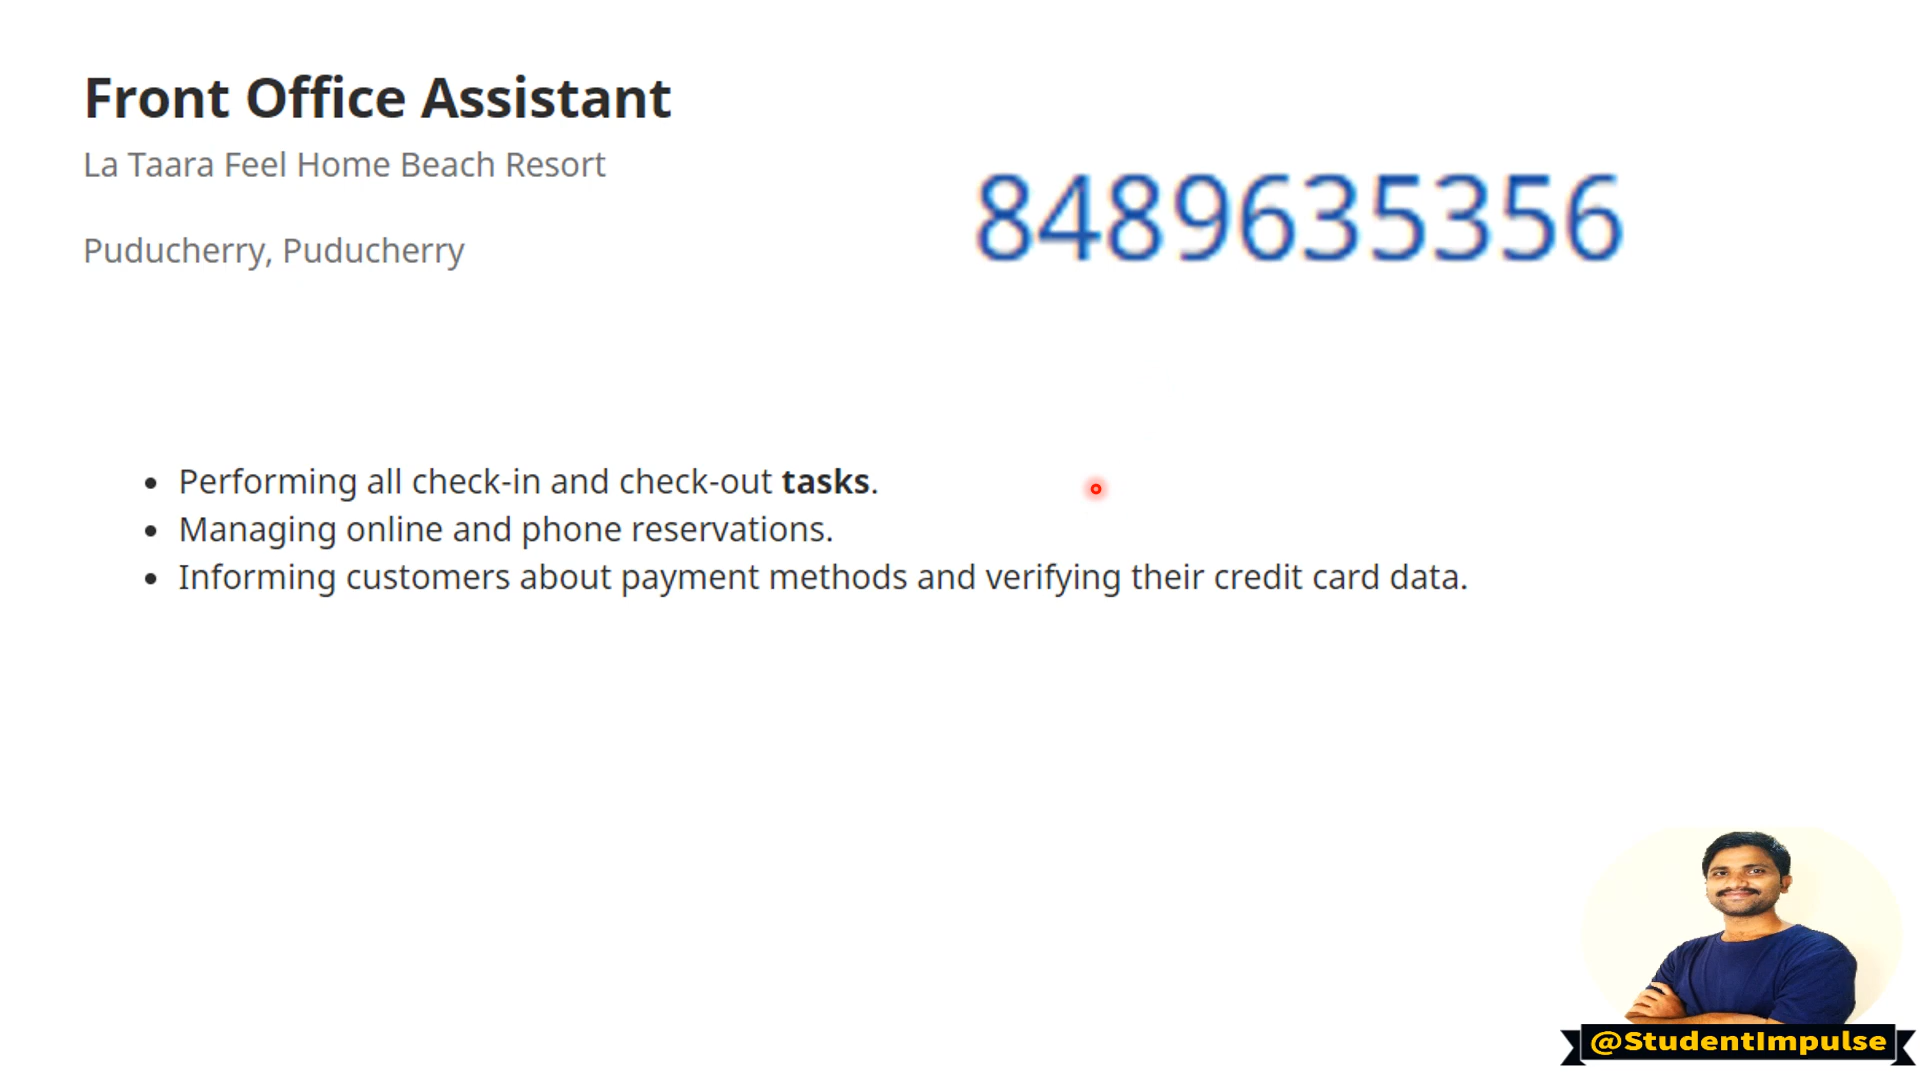 Front Office Assistant
La Taara Feel Home Beach Resort
8489635356
Puducherry, Puducherry
• Performing all check-in and check-out tasks.
• Managing online and phone reservations.
• Informing customers about payment methods and verifying their credit card data.
@StudentImpulse